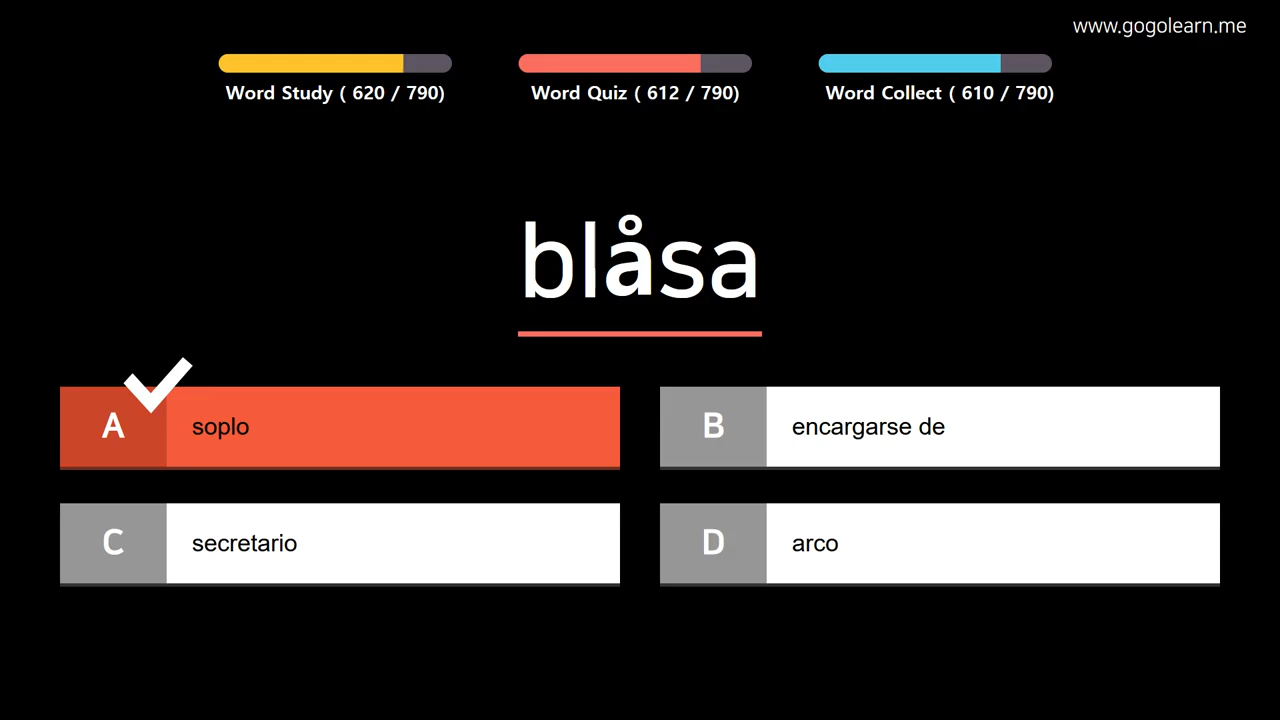 www.gogolearn.me
Word Study ( 620 / 790)
Word Quiz ( 612 / 790)
Word Collect ( 610 / 790)
blåsa
A soplo
B encargarse de
C secretario
D arco